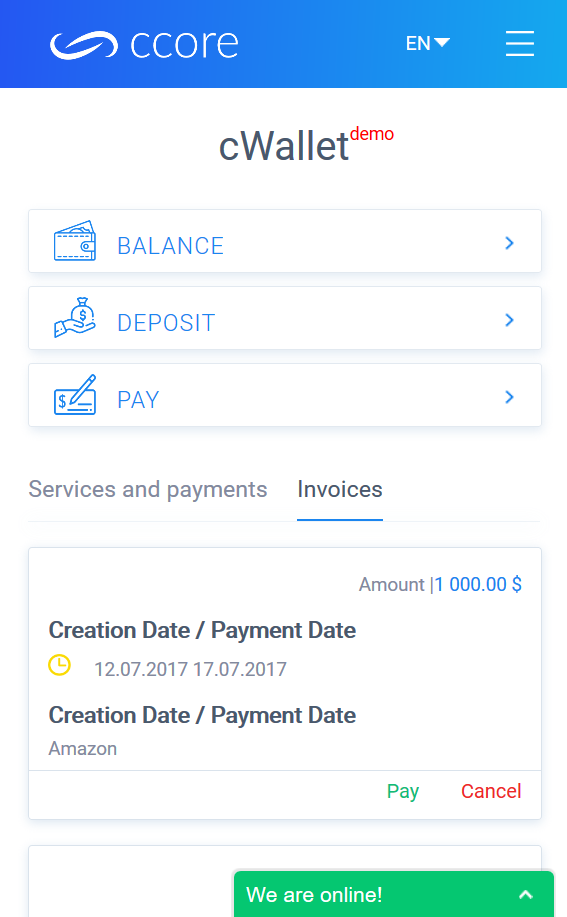 ccore
EN
cWallet demo
BALANCE
DEPOSIT
$
PAY
Services and payments Invoices
Amount |1 000.00 $
Creation Date / Payment Date
12.07.2017 17.07.2017
Creation Date / Payment Date
Amazon
Pay Cancel
We are online!